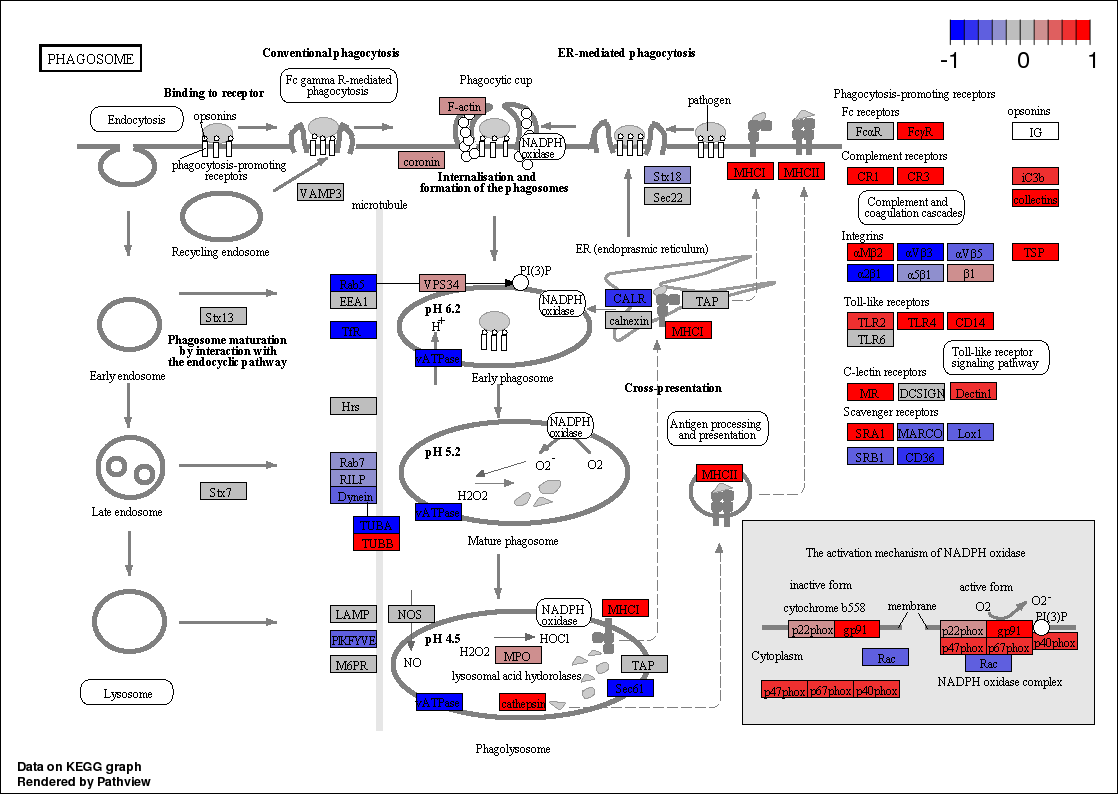 PHAGOSOME
Conventional phagocytosis
ER-mediated phagocytosis
-1 0 1
Fc gamma R-mediated
phagocytosis
Phagocytic cup
Binding to receptor
Endocytosis
opsonins
F-actin
pathogen
NADPH
oxidase
phagocytosis-promoting
receptors
coronin
Internalisation and
formation of the phagosomes
VAMP3
microtubule
Stx18
Sec22
MHCI
MHCII
Recycling endosome
ER (endoprasmic reticulum)
Phagocytosis-promoting receptors
Fc receptors
opsonins
FcαR
FcγR
IG
Complement receptors
CR1
CR3
iC3b
collectins
Complement and
coagulation cascades
Integrins
αMβ2
αVβ3
αVβ5
TSP
α2β1
α5β1
β1
Toll-like receptors
TLR2
TLR4
CD14
TLR6
Toll-like receptor
signaling pathway
C-lectin receptors
MR
DCSIGN
Dectin1
Scavenger receptors
SRA1
MARCO
Lox1
SRB1
CD36
Rab5
EEA1
VPS34
PI(3)P
TfR
pH 6.2
H+
NADPH
oxidase
vATPase
CALR
calnexin
TAP
MHCI
Stx13
Phagosome maturation
by interaction with
the endocyclic pathway
Early endosome
Early phagosome
Cross-presentation
Hrs
Antigen processing
and presentation
NADPH
oxidase
pH 5.2
O2-
O2
H2O2
vATPase
Rab7
RILP
Dynein
TUBA
TUBB
MHCII
Stx7
Late endosome
Mature phagosome
LAMP
NOS
PIKFYVE
M6PR
NADPH
oxidase
MHCI
pH 4.5
HOCl
H2O2
MPO
NO
lysosomal acid hydorolases
TAP
Sec61
vATPase
cathepsin
Lysosome
Phagolysosome
The activation mechanism of NADPH oxidase
inactive form
active form
cytochrome b558
membrane
O2
O2-
PI(3)P
p22phox
gp91
p22phox
gp91
p47phox
p67phox
p40phox
Cytoplasm
Rac
Rac
NADPH oxidase complex
p47phox
p67phox
p40phox
Data on KEGG graph
Rendered by Pathview